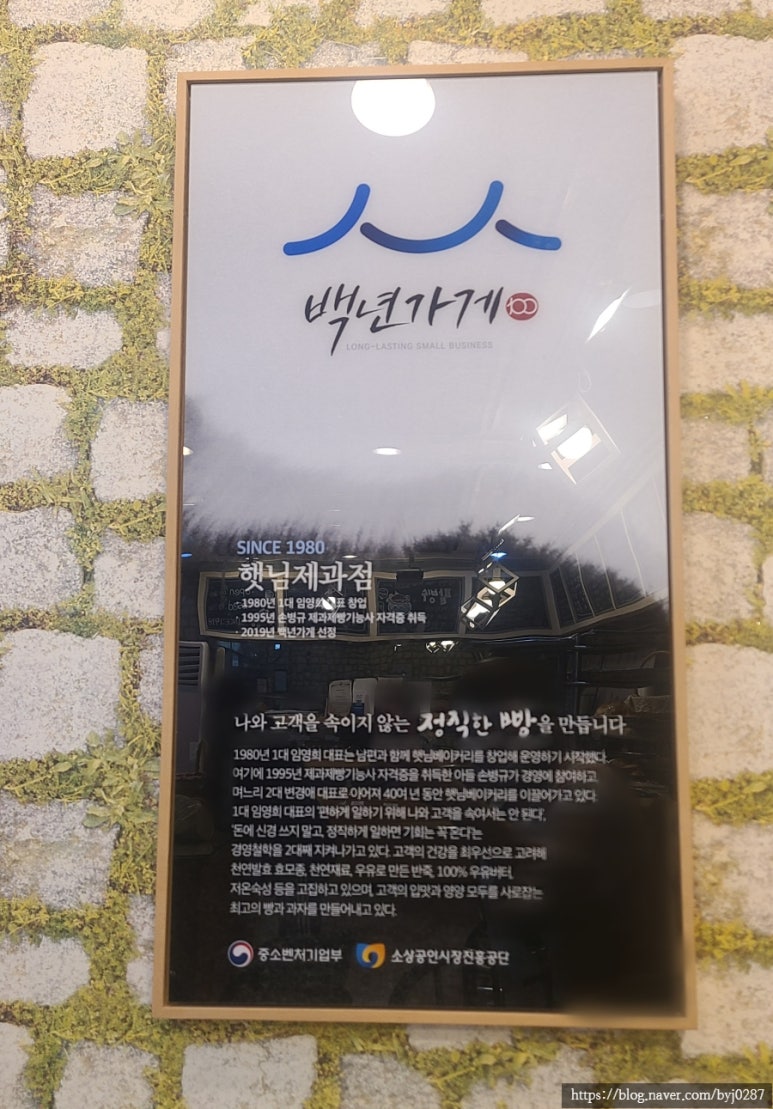 백년가게 100
LONG-LASTING SMALL BUSINESS
SINCE 1980
햇님제과점
· 1980년 1대 임영희 대표 창업
· 1995년 손병규 제과제빵기능사 자격증 취득
· 2019년 백년가게 선정
나와 고객을 속이지 않는 정직한 빵을 만듭니다
1980년 1대 임영희 대표는 남편과 함께 햇님베이커리를 창업해 운영하기 시작했다.
여기에 1995년 제과제빵기능사 자격증을 취득한 아들 손병규가 경영에 참여하고
며느리 2대 변경애 대표로 이어져 40여 년 동안 햇님베이커리를 이끌어가고 있다.
1대 임영희 대표의 '편하게 일하기 위해 나와 고객을 속여서는 안 된다',
'돈에 신경 쓰지 말고, 정직하게 일하면 기회는 꼭 온다'는
경영철학을 2대째 지켜나가고 있다. 고객의 건강을 최우선으로 고려해
천연발효 효모종, 천연재료, 우유로 만든 반죽, 100% 우유버터,
저온숙성 등을 고집하고 있으며, 고객의 입맛과 영양 모두를 사로잡는
최고의 빵과 과자를 만들어내고 있다.
중소벤처기업부 소상공인시장진흥공단
https://blog.naver.com/byj0287